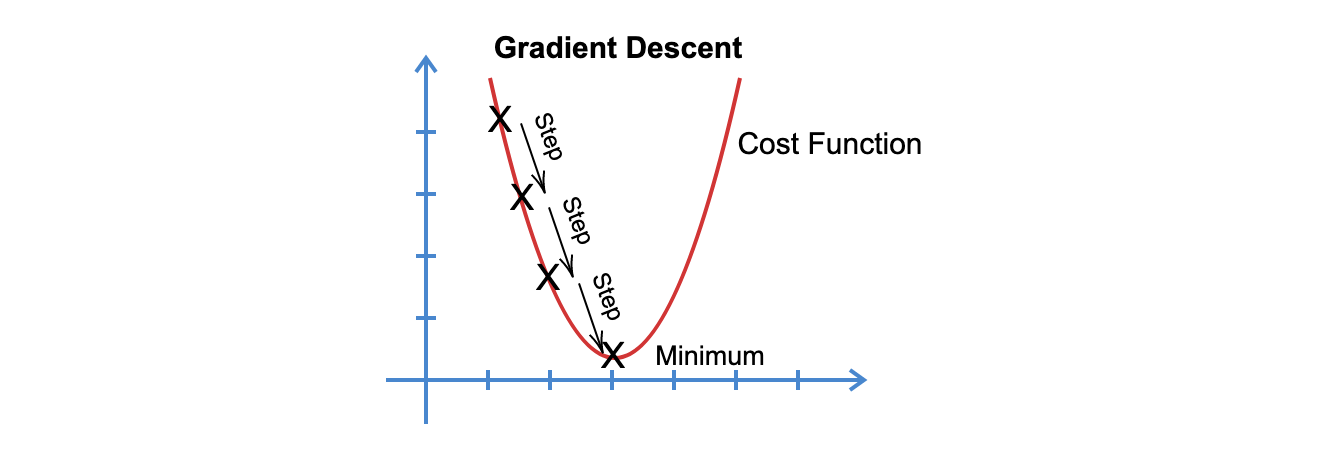 Gradient Descent
X
Step
Cost Function
X
Step
X
Step
X
Minimum